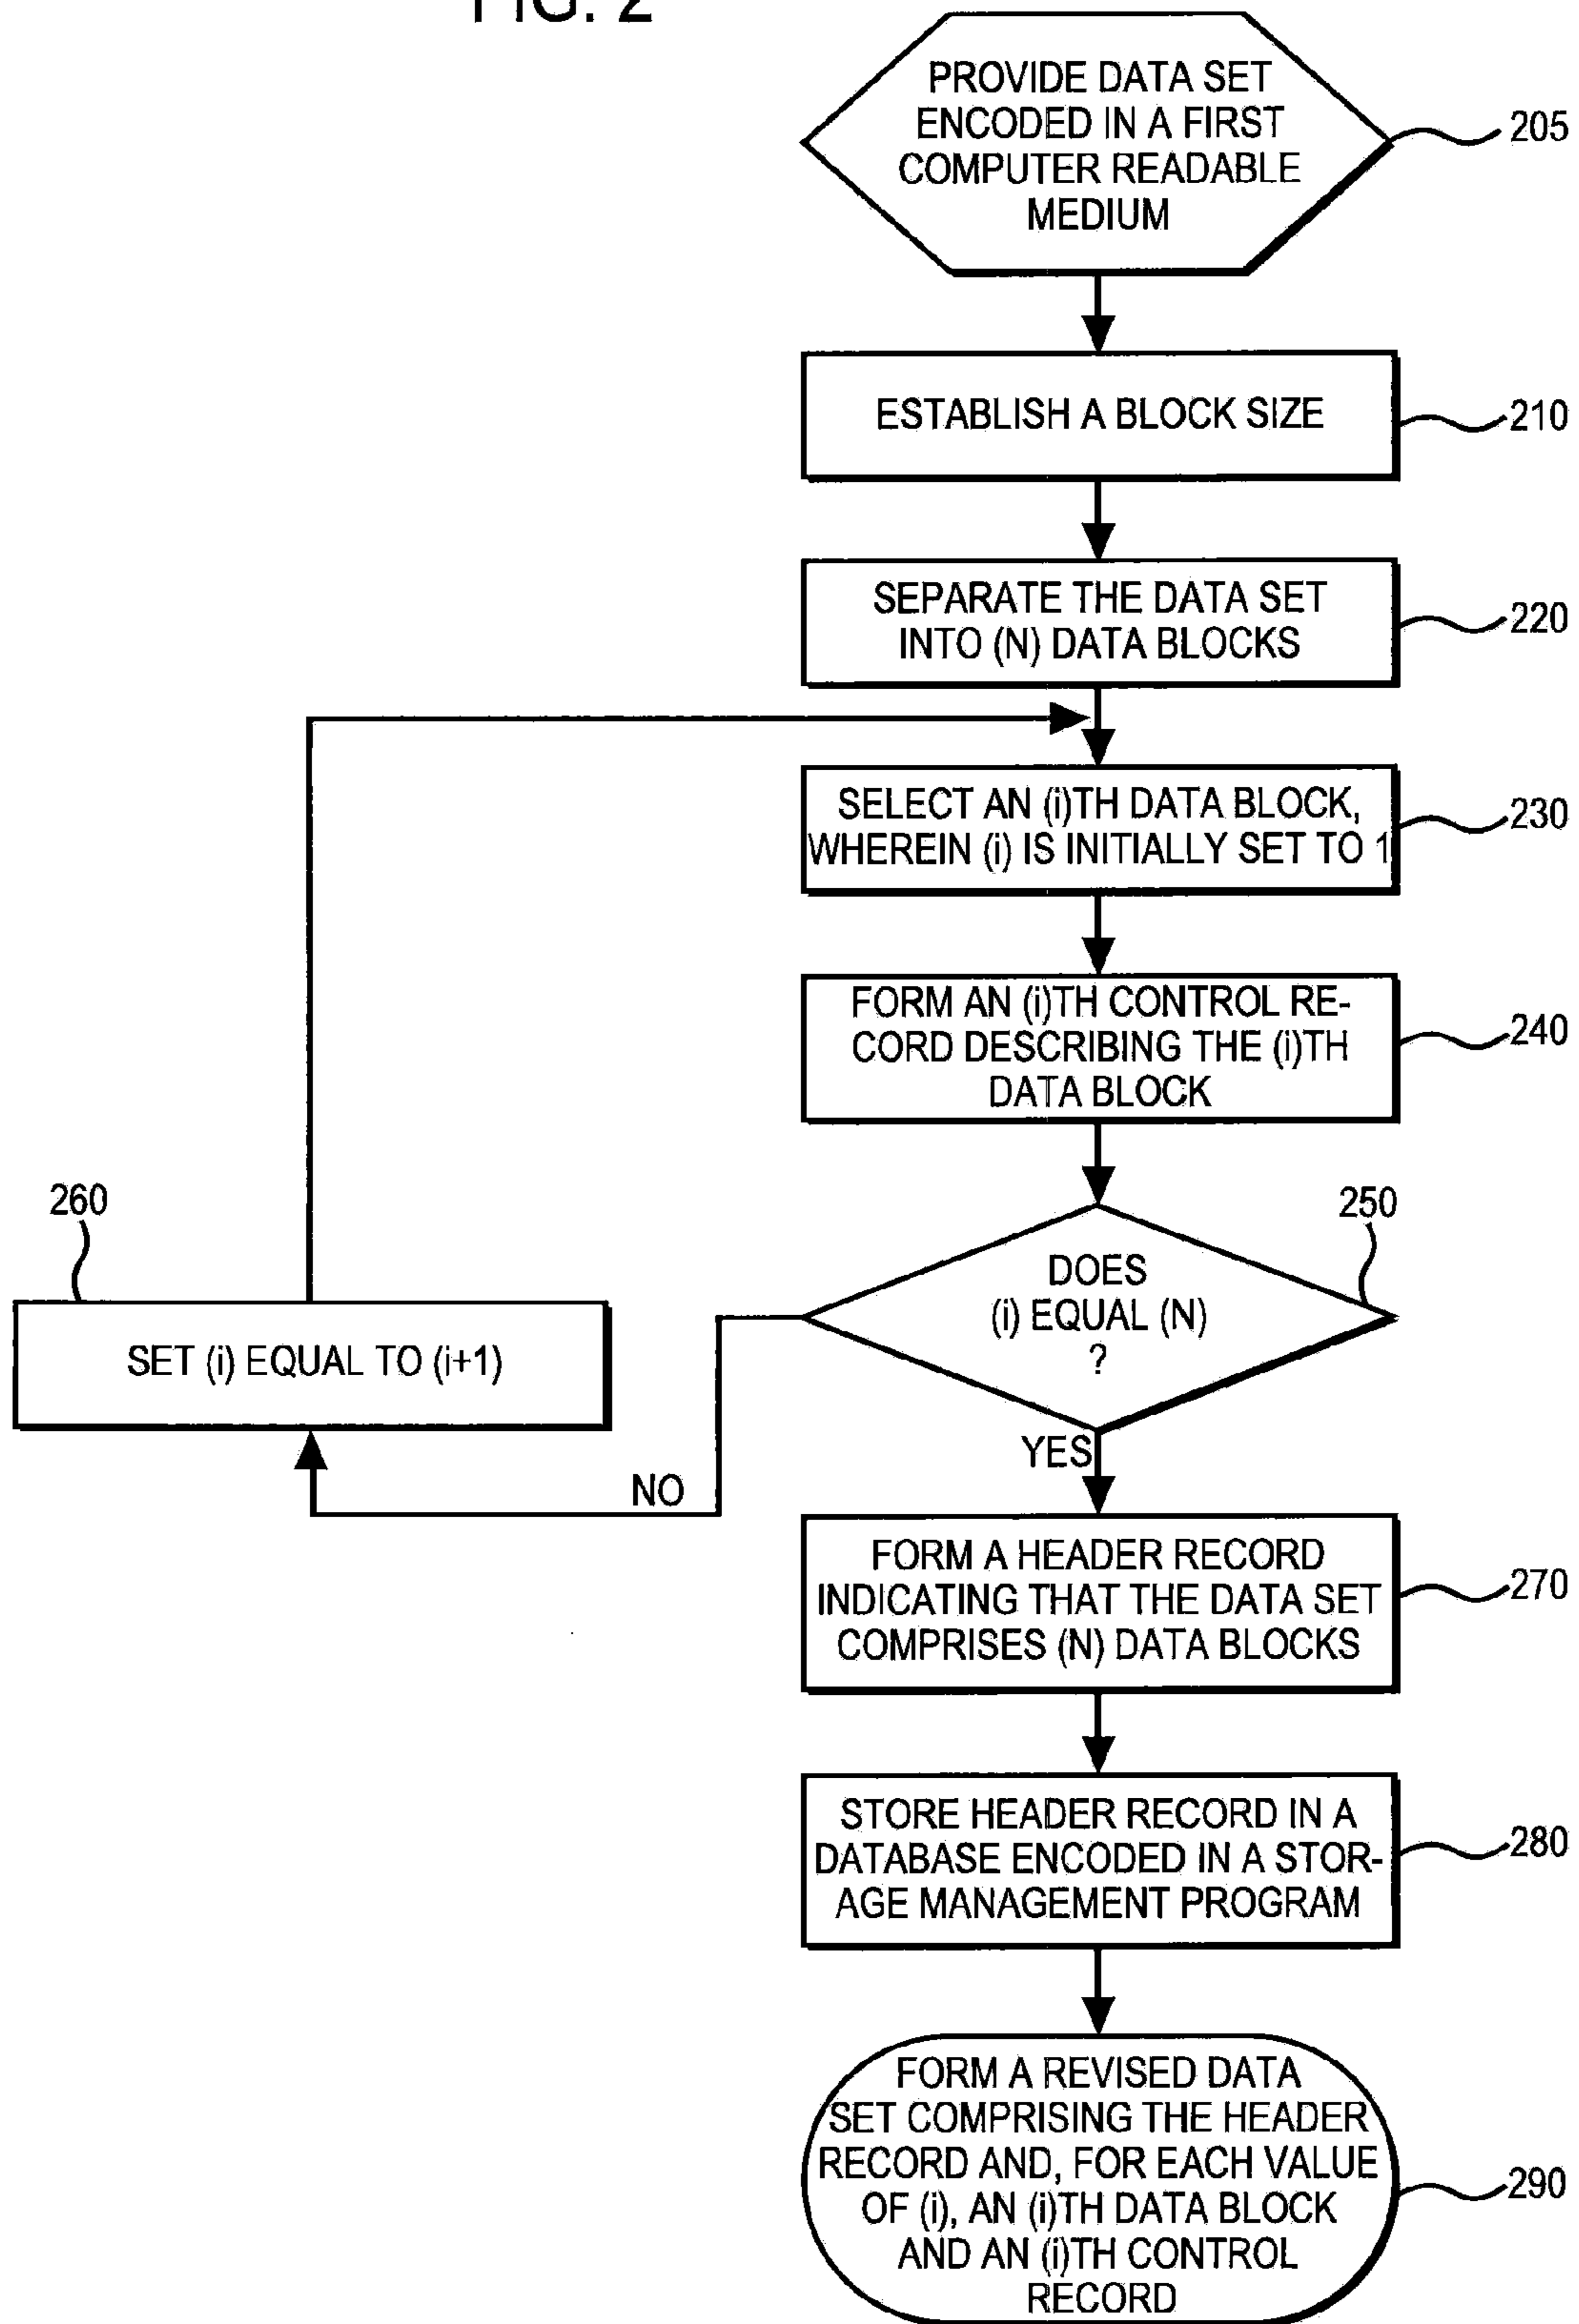 FIG. 2
PROVIDE DATA SET
ENCODED IN A FIRST
COMPUTER READABLE
MEDIUM
205
ESTABLISH A BLOCK SIZE
210
SEPARATE THE DATA SET
INTO (N) DATA BLOCKS
220
SELECT AN (i)TH DATA BLOCK,
WHEREIN (i) IS INITIALLY SET TO 1
230
FORM AN (i)TH CONTROL RE-
CORD DESCRIBING THE (i)TH
DATA BLOCK
240
260
SET (i) EQUAL TO (i+1)
250
DOES
(i) EQUAL (N)
?
YES
NO
FORM A HEADER RECORD
INDICATING THAT THE DATA SET
COMPRISES (N) DATA BLOCKS
270
STORE HEADER RECORD IN A
DATABASE ENCODED IN A STOR-
AGE MANAGEMENT PROGRAM
280
FORM A REVISED DATA
SET COMPRISING THE HEADER
RECORD AND, FOR EACH VALUE
OF (i), AN (i)TH DATA BLOCK
AND AN (i)TH CONTROL
RECORD
290